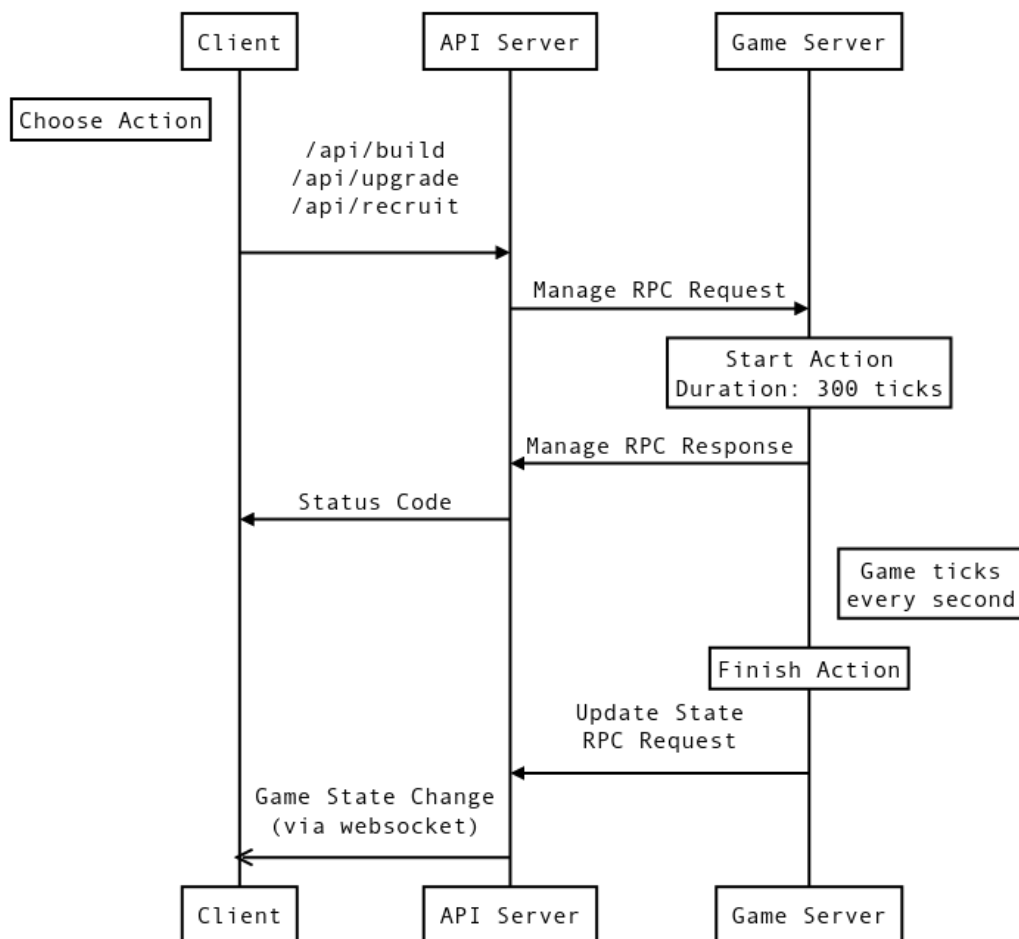 Client
API Server
Game Server
Choose Action
/api/build
/api/upgrade
/api/recruit
Manage RPC Request
Start Action
Duration: 300 ticks
Manage RPC Response
Status Code
Game ticks
every second
Finish Action
Update State
RPC Request
Game State Change
(via websocket)
Client
API Server
Game Server